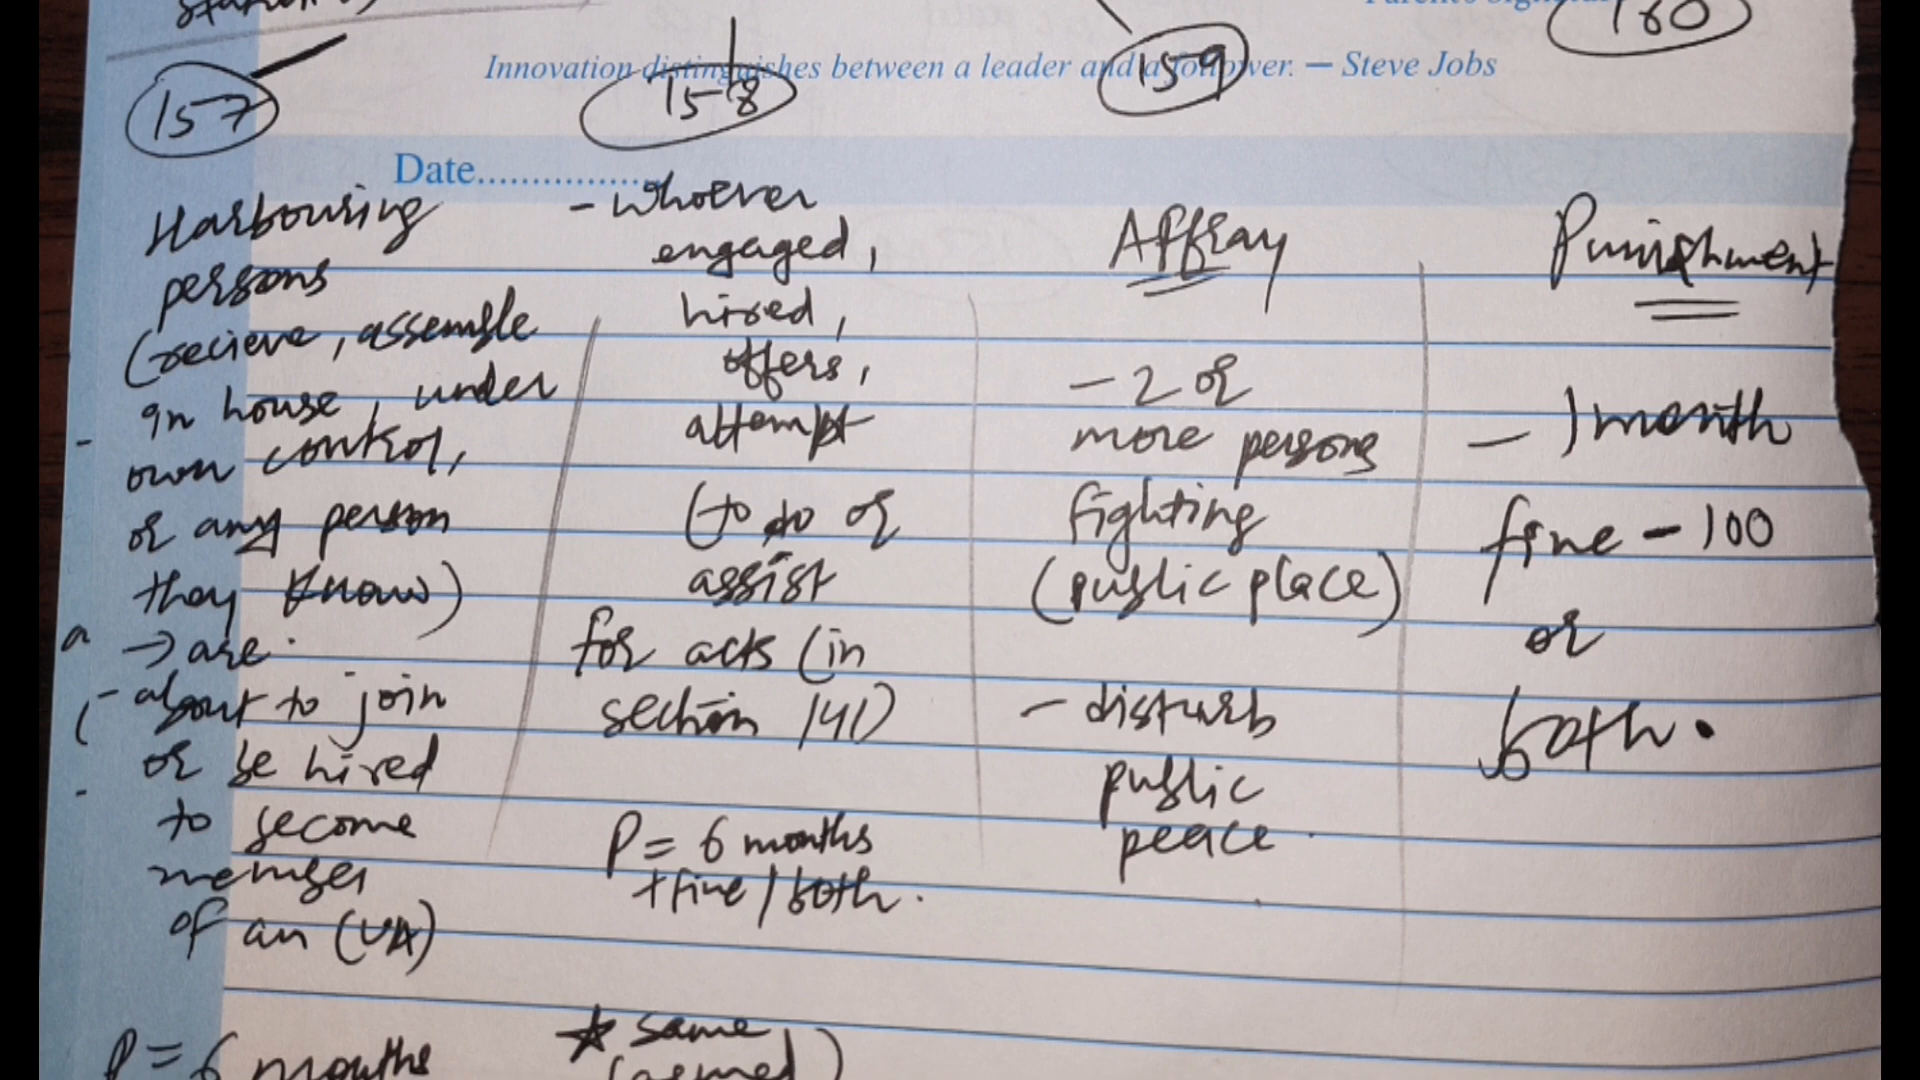 Innovation distinguishes between a leader and a follower. — Steve Jobs
157
158
159
160
Date..................
Harbouring
persons
(recieve, assemble
in house, under
own control,
or any person
they know)
→ are
- about to join
or be hired
to become
member
of an (UA)
P = 6 months
- whoever
engaged,
hired,
offers,
attempt
(to do or
assist
for acts (in
section 141)
P = 6 months
+ fine / both.
☆ same
(armed)
Affray
- 2 or
more persons
fighting
(public place)
- disturb
public
peace
Punishment
- 1 month
fine - 100
or
both.